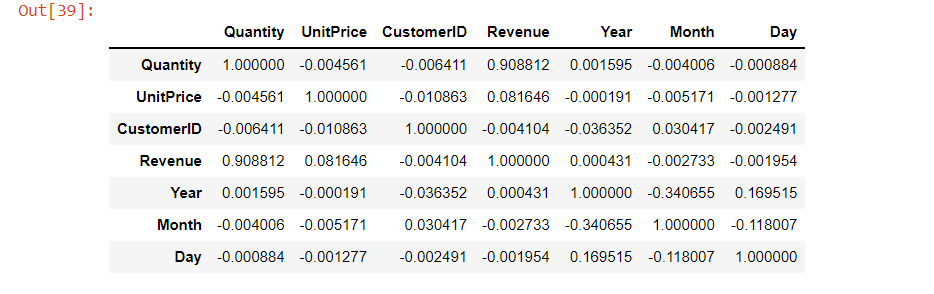 Out[39]:
Quantity UnitPrice CustomerID Revenue Year Month Day
Quantity 1.000000 -0.004561 -0.006411 0.908812 0.001595 -0.004006 -0.000884
UnitPrice -0.004561 1.000000 -0.010863 0.081646 -0.000191 -0.005171 -0.001277
CustomerID -0.006411 -0.010863 1.000000 -0.004104 -0.036352 0.030417 -0.002491
Revenue 0.908812 0.081646 -0.004104 1.000000 0.000431 -0.002733 -0.001954
Year 0.001595 -0.000191 -0.036352 0.000431 1.000000 -0.340655 0.169515
Month -0.004006 -0.005171 0.030417 -0.002733 -0.340655 1.000000 -0.118007
Day -0.000884 -0.001277 -0.002491 -0.001954 0.169515 -0.118007 1.000000